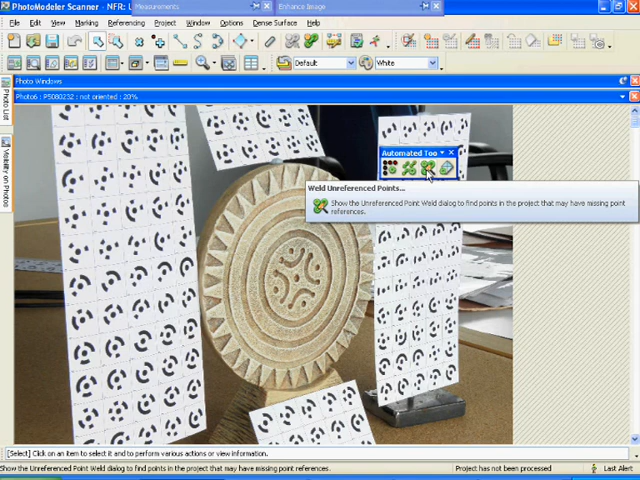 PhotoModeler Scanner - NFR: L
Measurements
Enhance Image
File Edit View Marking Referencing Project Window Options Dense Surface Help
Default
White
Photo Windows
Photo6 : P5080232 : not oriented : 20%
Photo List
Visibility on Photos
Automated Too
Weld Unreferenced Points...
Show the Unreferenced Point Weld dialog to find points in the project that may have missing point
references.
[Select] Click on an item to select it and to perform various actions or view information.
Show the Unreferenced Point Weld dialog to find points in the project that may have missing point references.
Project has not been processed
Last Alert